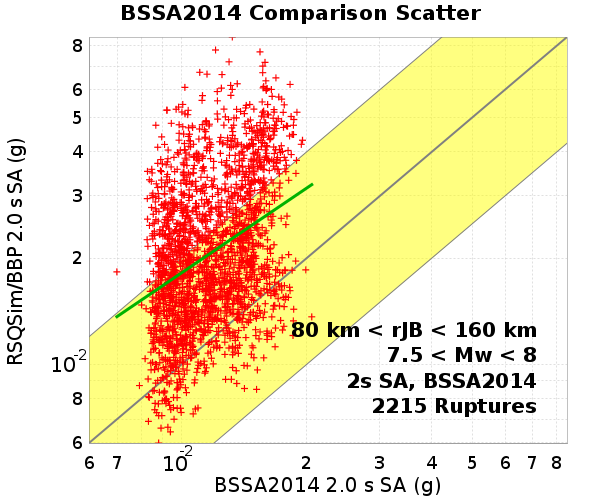 BSSA2014 Comparison Scatter
RSQSim/BBP 2.0 s SA (g)
8
6
5
4
3
2
10-2
8
6
80 km < rJB < 160 km
7.5 < Mw < 8
2s SA, BSSA2014
2215 Ruptures
6 7 10-2 2 3 4 5 6 7 8
BSSA2014 2.0 s SA (g)